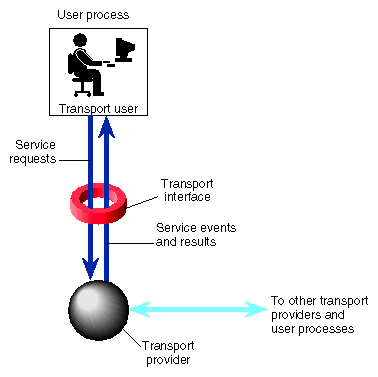 User process
Transport user
Service
requests
Transport
interface
Service events
and results
To other transport
providers and
user processes
Transport
provider